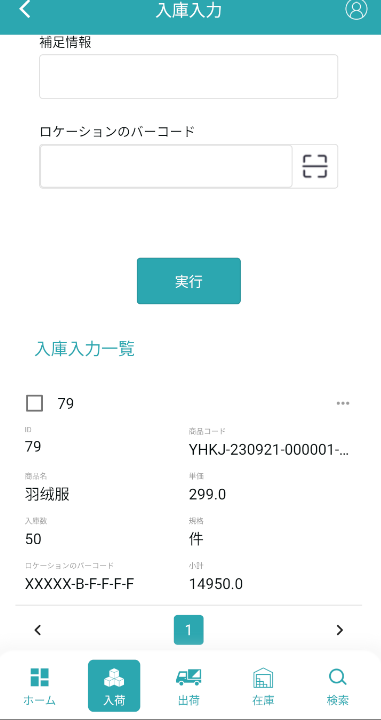 入庫入力
補足情報
ロケーションのバーコード
実行
入庫入力一覧
79
ID
79
商品コード
YHKJ-230921-000001-...
商品名
羽绒服
単価
299.0
入庫数
50
規格
件
ロケーションのバーコード
XXXXX-B-F-F-F-F
小計
14950.0
1
ホーム
入荷
出荷
在庫
検索